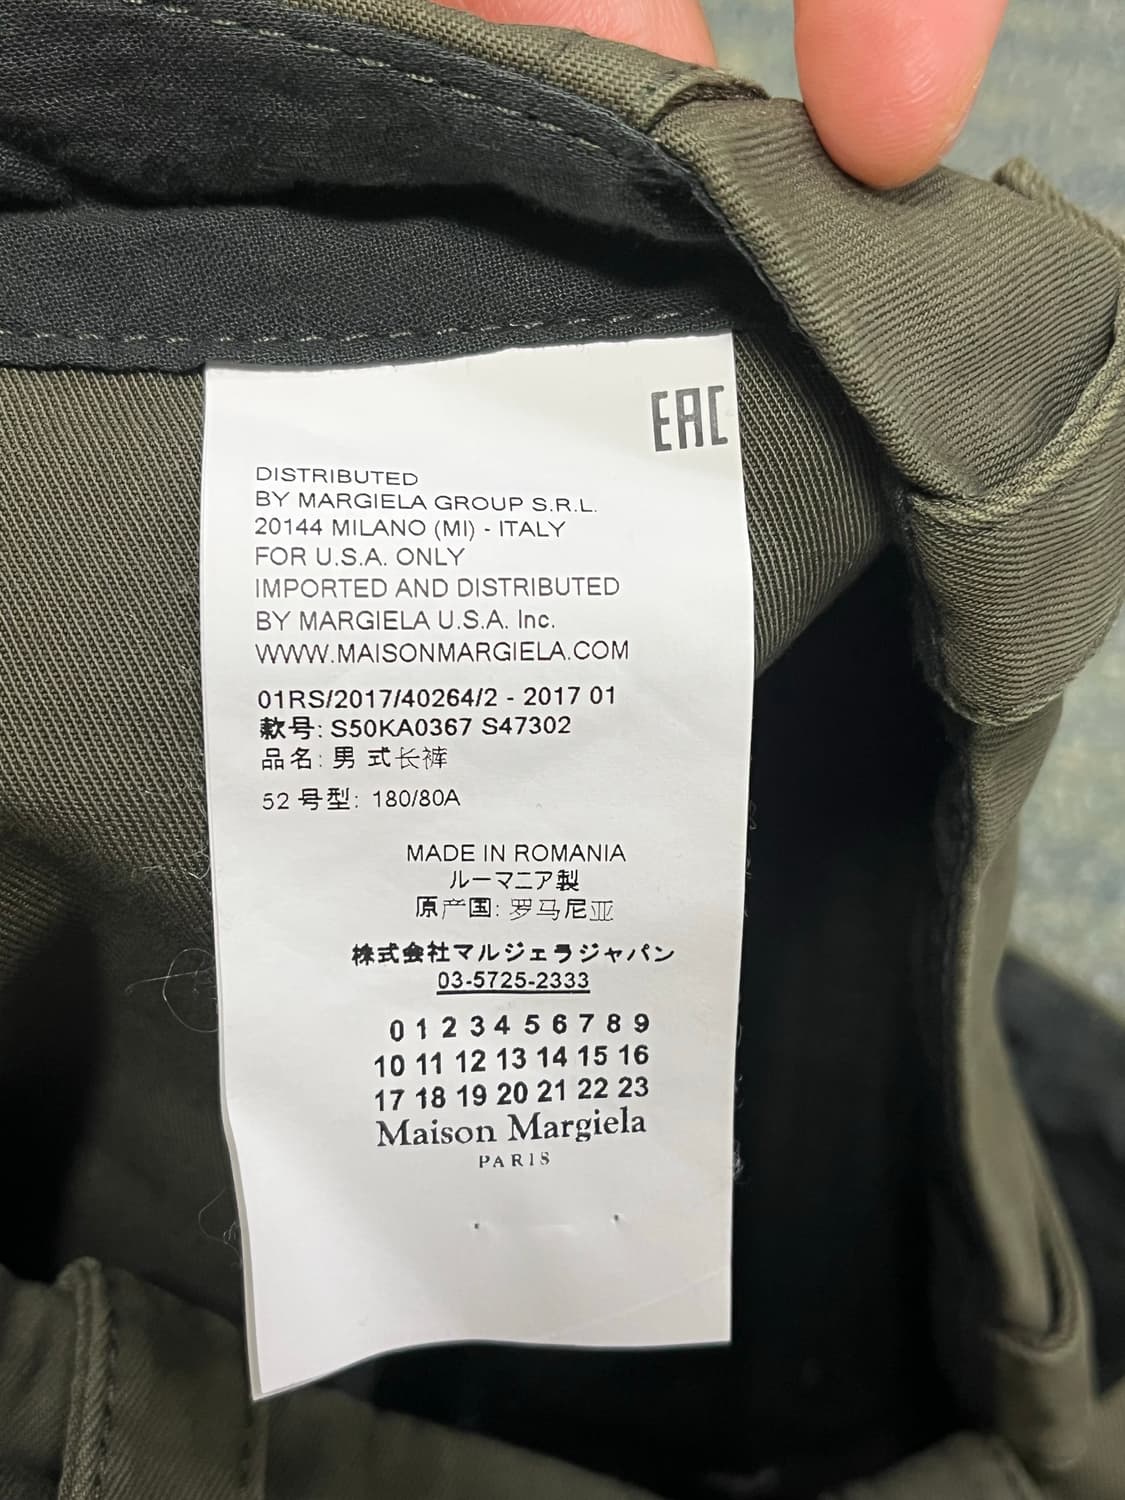 EAC
DISTRIBUTED
BY MARGIELA GROUP S.R.L.
20144 MILANO (MI) - ITALY
FOR U.S.A. ONLY
IMPORTED AND DISTRIBUTED
BY MARGIELA U.S.A. Inc.
WWW.MAISONMARGIELA.COM
01RS/2017/40264/2 - 2017 01
款号: S50KA0367 S47302
品名: 男 式长裤
52 号型: 180/80A
MADE IN ROMANIA
ルーマニア製
原产国: 罗马尼亚
株式会社マルジェラジャパン
03-5725-2333
0 1 2 3 4 5 6 7 8 9
10 11 12 13 14 15 16
17 18 19 20 21 22 23
Maison Margiela
PARIS